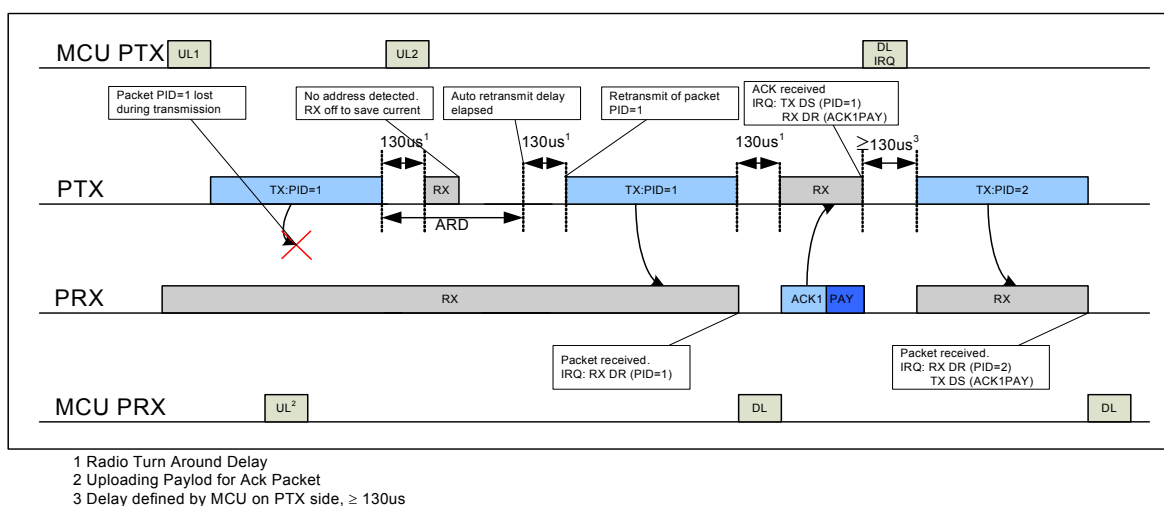 MCU PTX
UL1
UL2
DL
IRQ
Packet PID=1 lost
during transmission
No address detected.
RX off to save current
Auto retransmit delay
elapsed
Retransmit of packet
PID=1
ACK received
IRQ: TX DS (PID=1)
RX DR (ACK1PAY)
130us1
130us1
130us1
≥130us3
PTX
TX:PID=1
RX
TX:PID=1
RX
TX:PID=2
ARD
PRX
RX
ACK1
PAY
RX
Packet received.
IRQ: RX DR (PID=1)
Packet received.
IRQ: RX DR (PID=2)
TX DS (ACK1PAY)
MCU PRX
UL2
DL
DL
1 Radio Turn Around Delay
2 Uploading Paylod for Ack Packet
3 Delay defined by MCU on PTX side, ≥ 130us